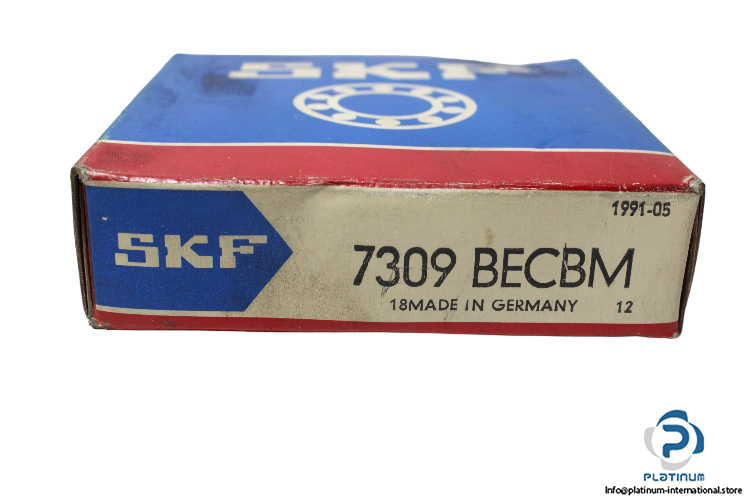 SKF
1991-05
SKF
7309 BECBM
18MADE IN GERMANY 12
PLATINUM
Info@platinum-international.store